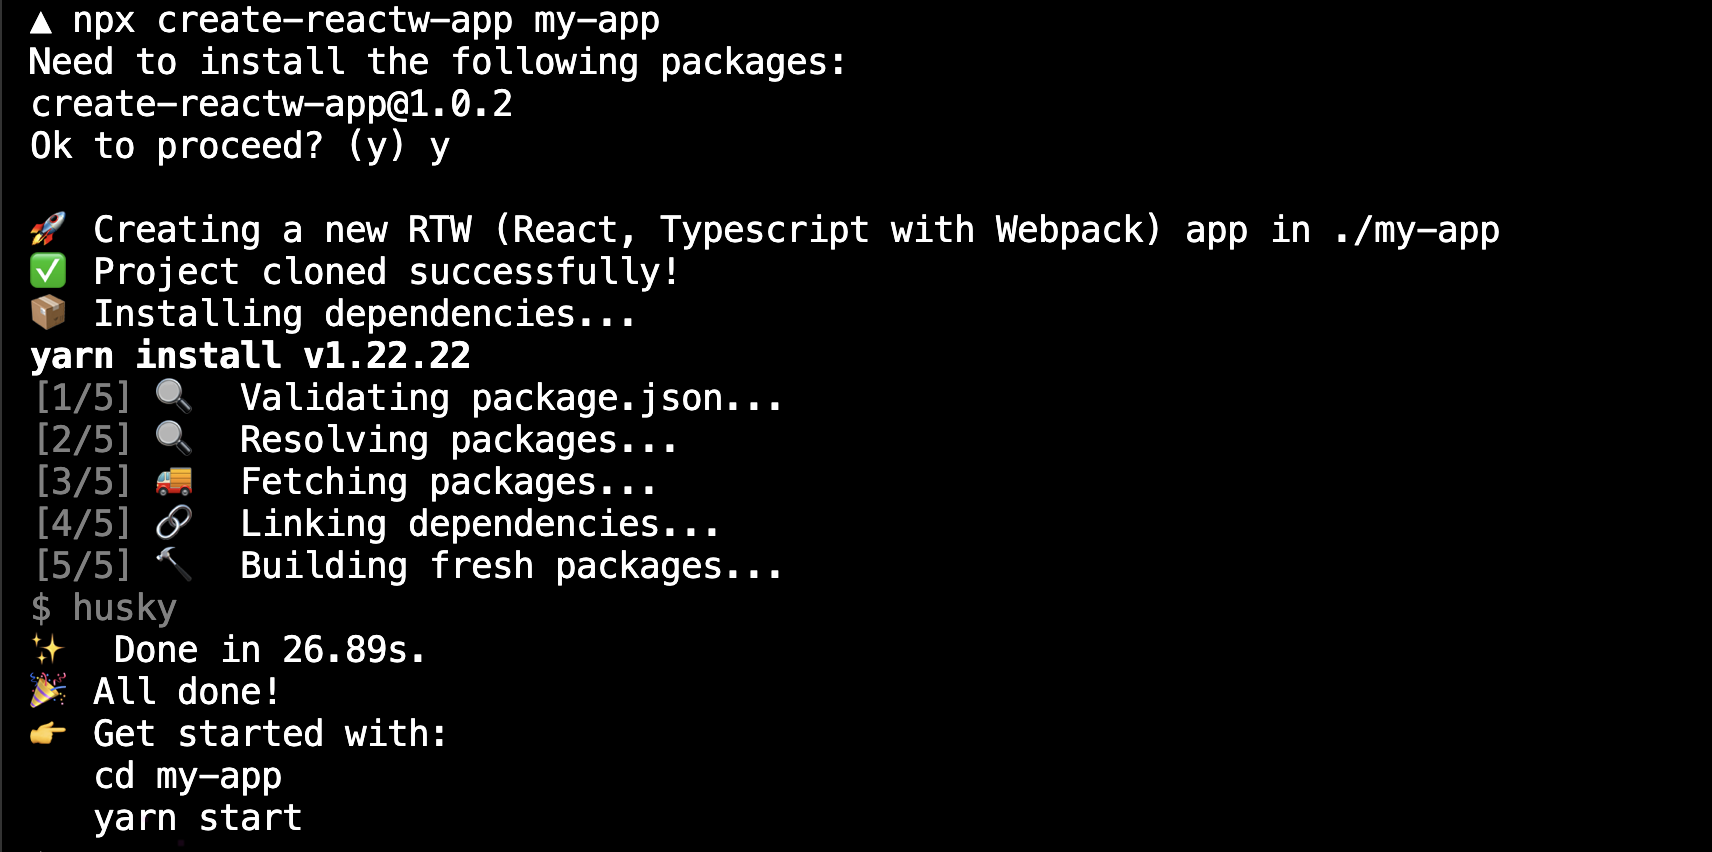 ▲ npx create-reactw-app my-app
Need to install the following packages:
create-reactw-app@1.0.2
Ok to proceed? (y) y
🚀 Creating a new RTW (React, Typescript with Webpack) app in ./my-app
✅ Project cloned successfully!
📦 Installing dependencies...
yarn install v1.22.22
[1/5] 🔍 Validating package.json...
[2/5] 🔍 Resolving packages...
[3/5] 🚚 Fetching packages...
[4/5] 🔗 Linking dependencies...
[5/5] 🔨 Building fresh packages...
$ husky
✨ Done in 26.89s.
🎉 All done!
👉 Get started with:
cd my-app
yarn start